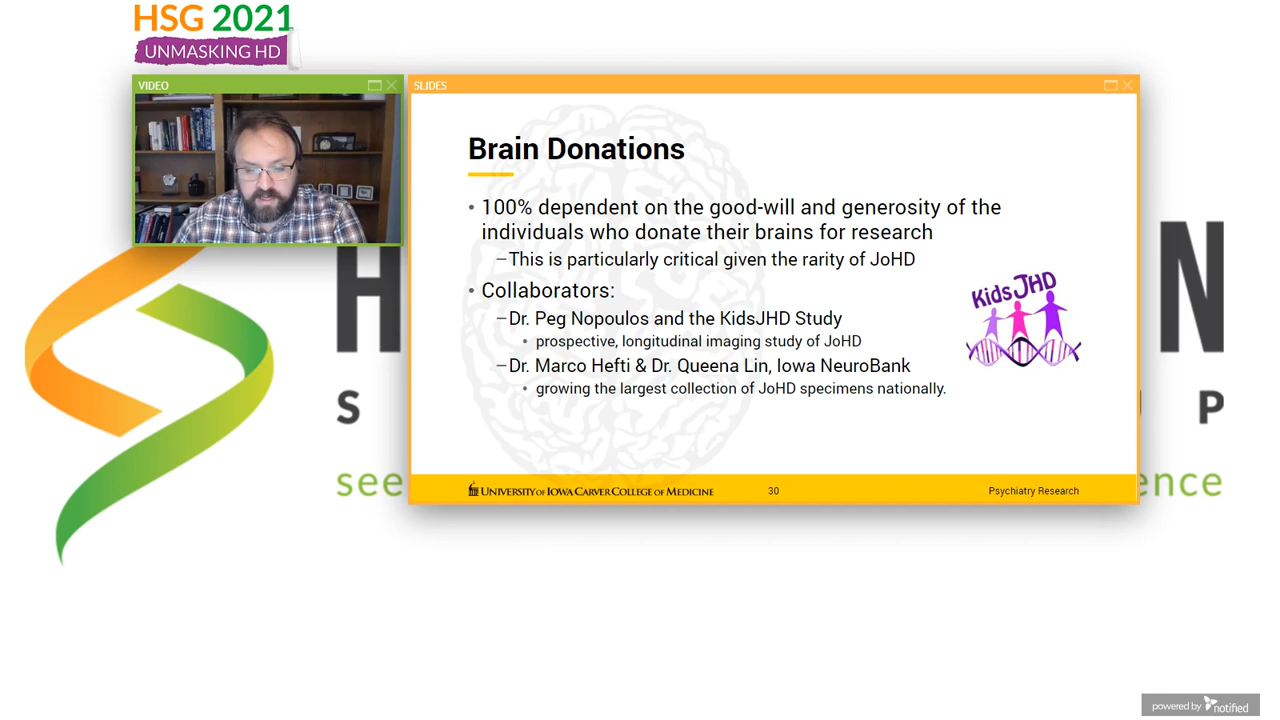 HSG 2021
UNMASKING HD
VIDEO
SLIDES
Brain Donations
• 100% dependent on the good-will and generosity of the
individuals who donate their brains for research
–This is particularly critical given the rarity of JoHD
• Collaborators:
–Dr. Peg Nopoulos and the KidsJHD Study
• prospective, longitudinal imaging study of JoHD
–Dr. Marco Hefti & Dr. Queena Lin, Iowa NeuroBank
• growing the largest collection of JoHD specimens nationally.
KidsJHD
UNIVERSITY OF IOWA CARVER COLLEGE OF MEDICINE
30
Psychiatry Research
H
N
S
P
see
ence
powered by notified